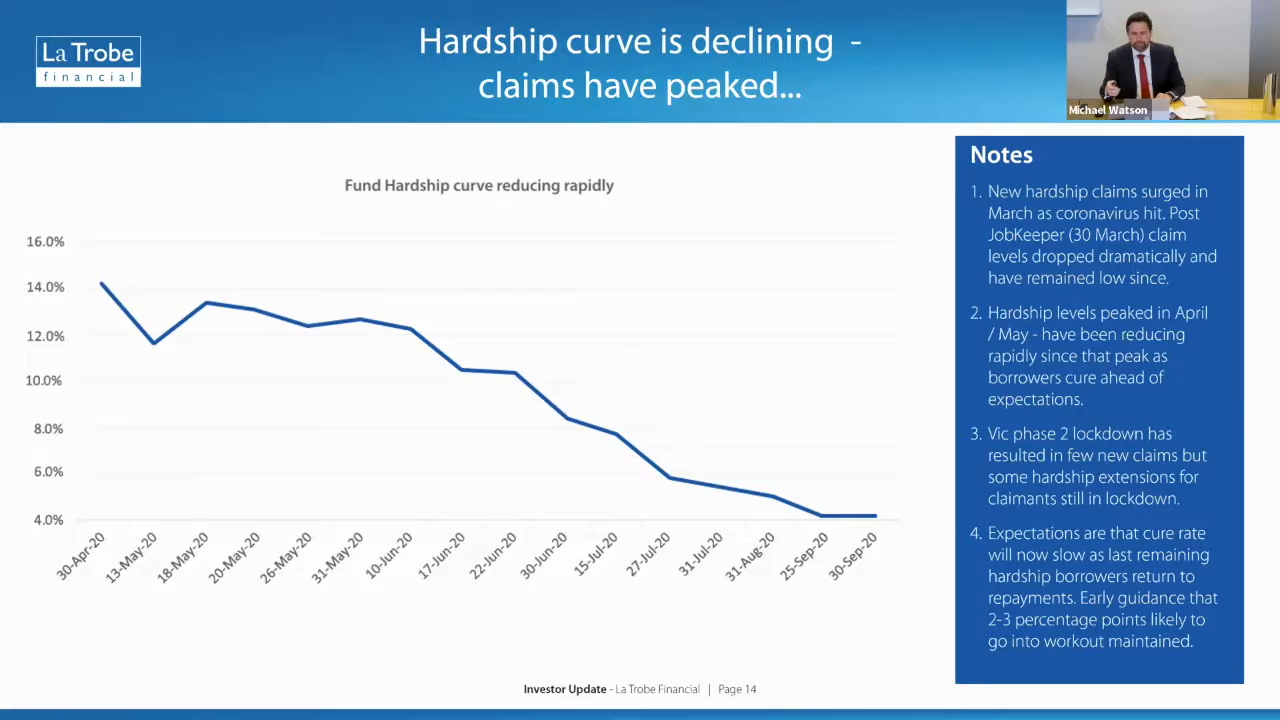 La Trobe
financial
Hardship curve is declining -
claims have peaked...
Michael Watson
Fund Hardship curve reducing rapidly
16.0%
14.0%
12.0%
10.0%
8.0%
6.0%
4.0%
30-Apr-20
13-May-20
18-May-20
20-May-20
26-May-20
31-May-20
10-Jun-20
17-Jun-20
22-Jun-20
30-Jun-20
15-Jul-20
27-Jul-20
31-Jul-20
31-Aug-20
25-Sep-20
30-Sep-20
Notes
1. New hardship claims surged in
March as coronavirus hit. Post
JobKeeper (30 March) claim
levels dropped dramatically and
have remained low since.
2. Hardship levels peaked in April
/ May - have been reducing
rapidly since that peak as
borrowers cure ahead of
expectations.
3. Vic phase 2 lockdown has
resulted in few new claims but
some hardship extensions for
claimants still in lockdown.
4. Expectations are that cure rate
will now slow as last remaining
hardship borrowers return to
repayments. Early guidance that
2-3 percentage points likely to
go into workout maintained.
Investor Update - La Trobe Financial | Page 14